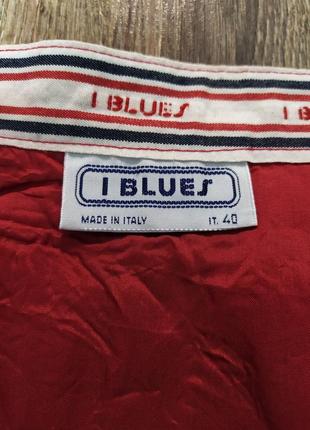 I BLUES I B
I BLUES
MADE IN ITALY IT. 40